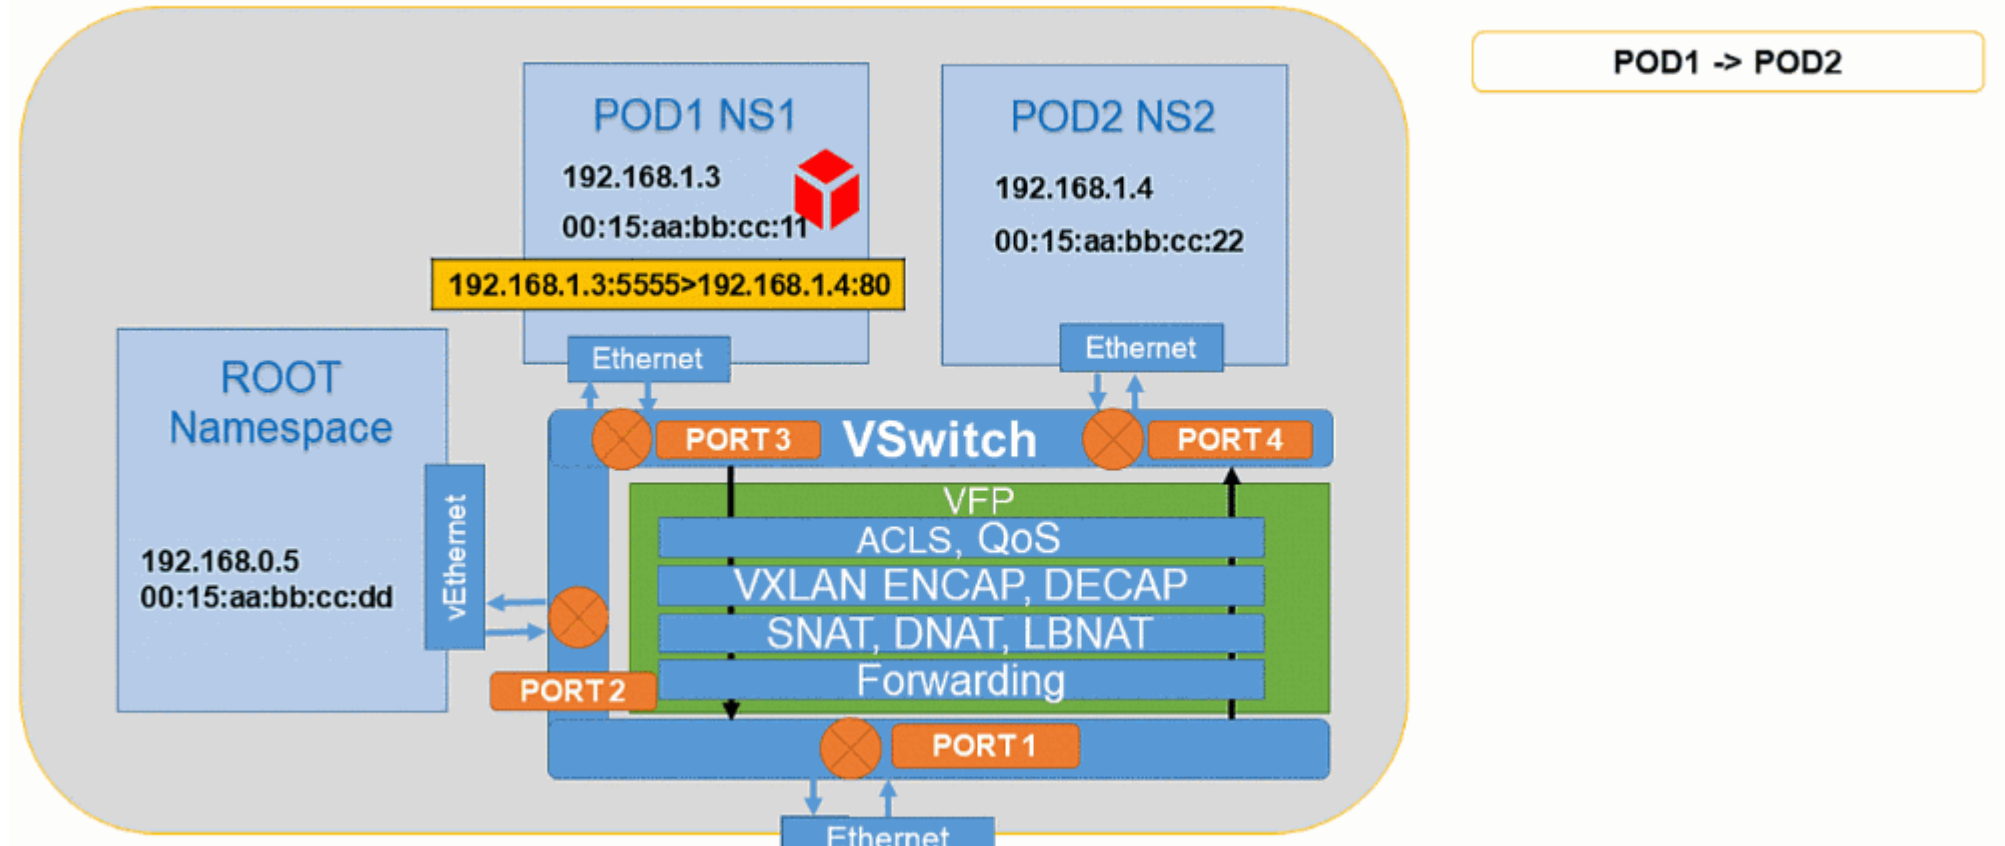 POD1 -> POD2
POD1 NS1
192.168.1.3
00:15:aa:bb:cc:11
192.168.1.3:5555>192.168.1.4:80
Ethernet
POD2 NS2
192.168.1.4
00:15:aa:bb:cc:22
Ethernet
ROOT
Namespace
192.168.0.5
00:15:aa:bb:cc:dd
vEthernet
PORT 3
VSwitch
PORT 4
VFP
ACLS, QoS
VXLAN ENCAP, DECAP
SNAT, DNAT, LBNAT
Forwarding
PORT 2
PORT 1
Ethernet